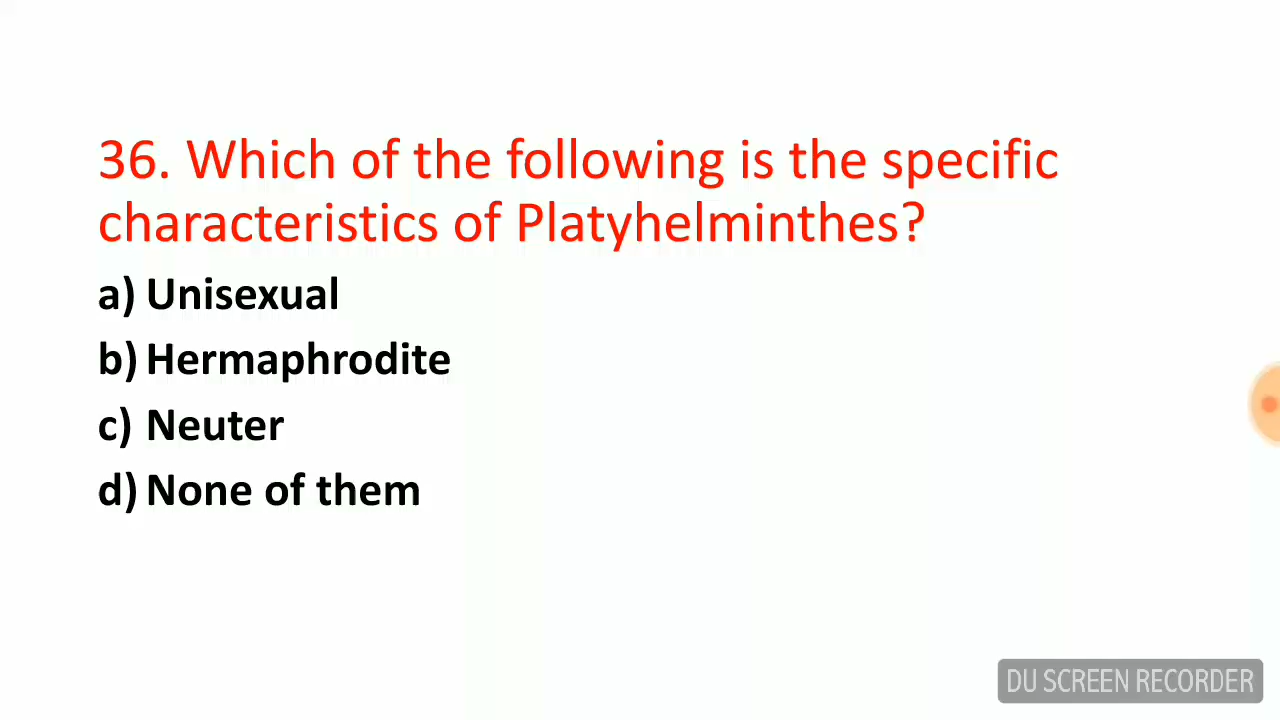 36. Which of the following is the specific
characteristics of Platyhelminthes?
a) Unisexual
b) Hermaphrodite
c) Neuter
d) None of them
DU SCREEN RECORDER